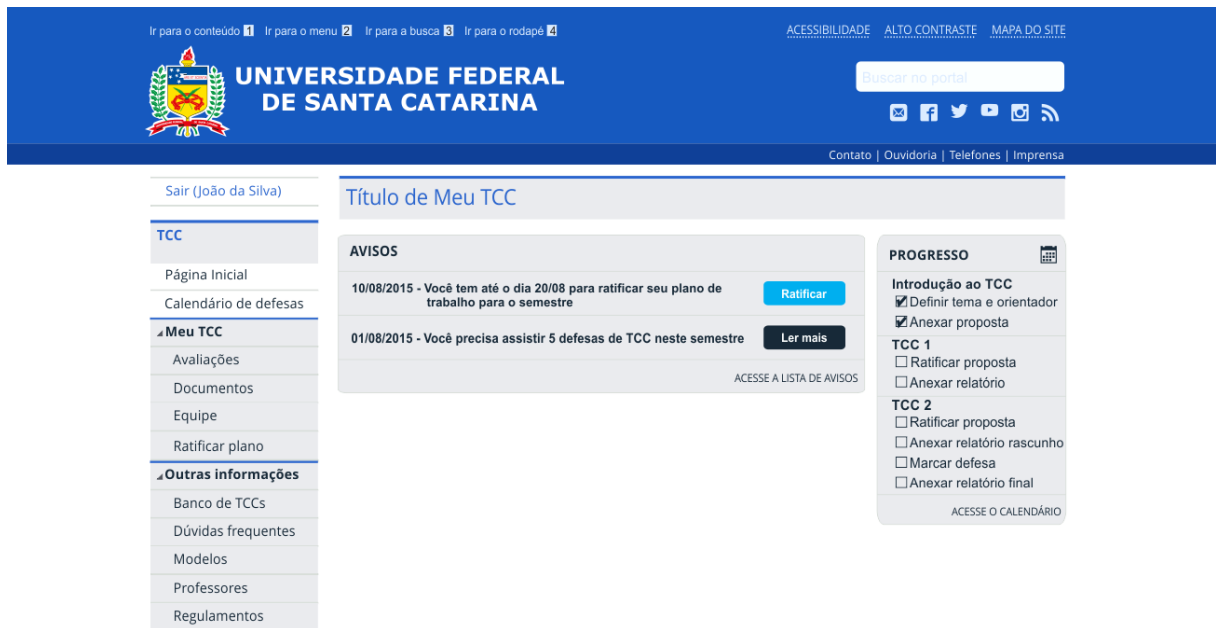 Ir para o conteúdo 1 Ir para o menu 2 Ir para a busca 3 Ir para o rodapé 4
ACESSIBILIDADE ALTO CONTRASTE MAPA DO SITE
UNIVERSIDADE FEDERAL
DE SANTA CATARINA
Buscar no portal
Contato | Ouvidoria | Telefones | Imprensa
Sair (João da Silva)
TCC
Página Inicial
Calendário de defesas
Meu TCC
Avaliações
Documentos
Equipe
Ratificar plano
Outras informações
Banco de TCCs
Dúvidas frequentes
Modelos
Professores
Regulamentos
Título de Meu TCC
AVISOS
10/08/2015 - Você tem até o dia 20/08 para ratificar seu plano de
trabalho para o semestre
Ratificar
01/08/2015 - Você precisa assistir 5 defesas de TCC neste semestre
Ler mais
ACESSE A LISTA DE AVISOS
PROGRESSO
Introdução ao TCC
Definir tema e orientador
Anexar proposta
TCC 1
Ratificar proposta
Anexar relatório
TCC 2
Ratificar proposta
Anexar relatório rascunho
Marcar defesa
Anexar relatório final
ACESSE O CALENDÁRIO